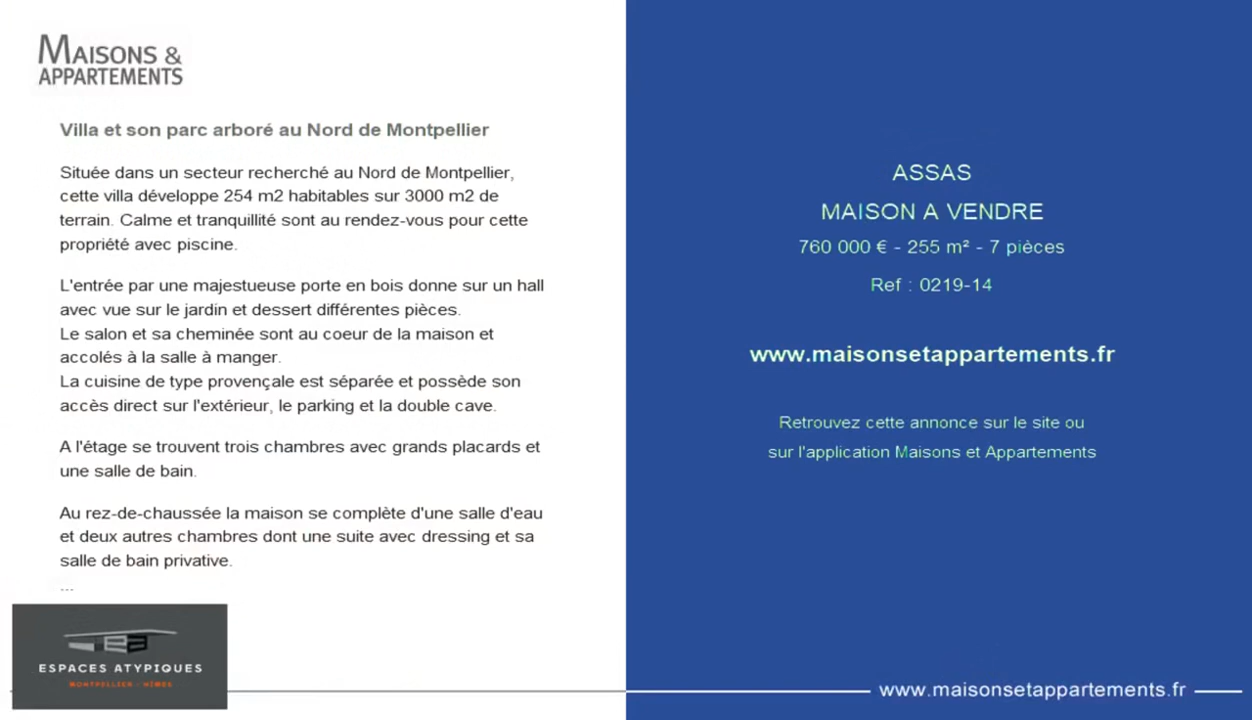 MAISONS &
APPARTEMENTS
Villa et son parc arboré au Nord de Montpellier
Située dans un secteur recherché au Nord de Montpellier,
cette villa développe 254 m2 habitables sur 3000 m2 de
terrain. Calme et tranquillité sont au rendez-vous pour cette
propriété avec piscine.
L'entrée par une majestueuse porte en bois donne sur un hall
avec vue sur le jardin et dessert différentes pièces.
Le salon et sa cheminée sont au coeur de la maison et
accolés à la salle à manger.
La cuisine de type provençale est séparée et possède son
accès direct sur l'extérieur, le parking et la double cave.
A l'étage se trouvent trois chambres avec grands placards et
une salle de bain.
Au rez-de-chaussée la maison se complète d'une salle d'eau
et deux autres chambres dont une suite avec dressing et sa
salle de bain privative.
...
ESPACES ATYPIQUES
MONTPELLIER - NÎMES
ASSAS
MAISON A VENDRE
760 000 € - 255 m² - 7 pièces
Ref : 0219-14
www.maisonsetappartements.fr
Retrouvez cette annonce sur le site ou
sur l'application Maisons et Appartements
www.maisonsetappartements.fr